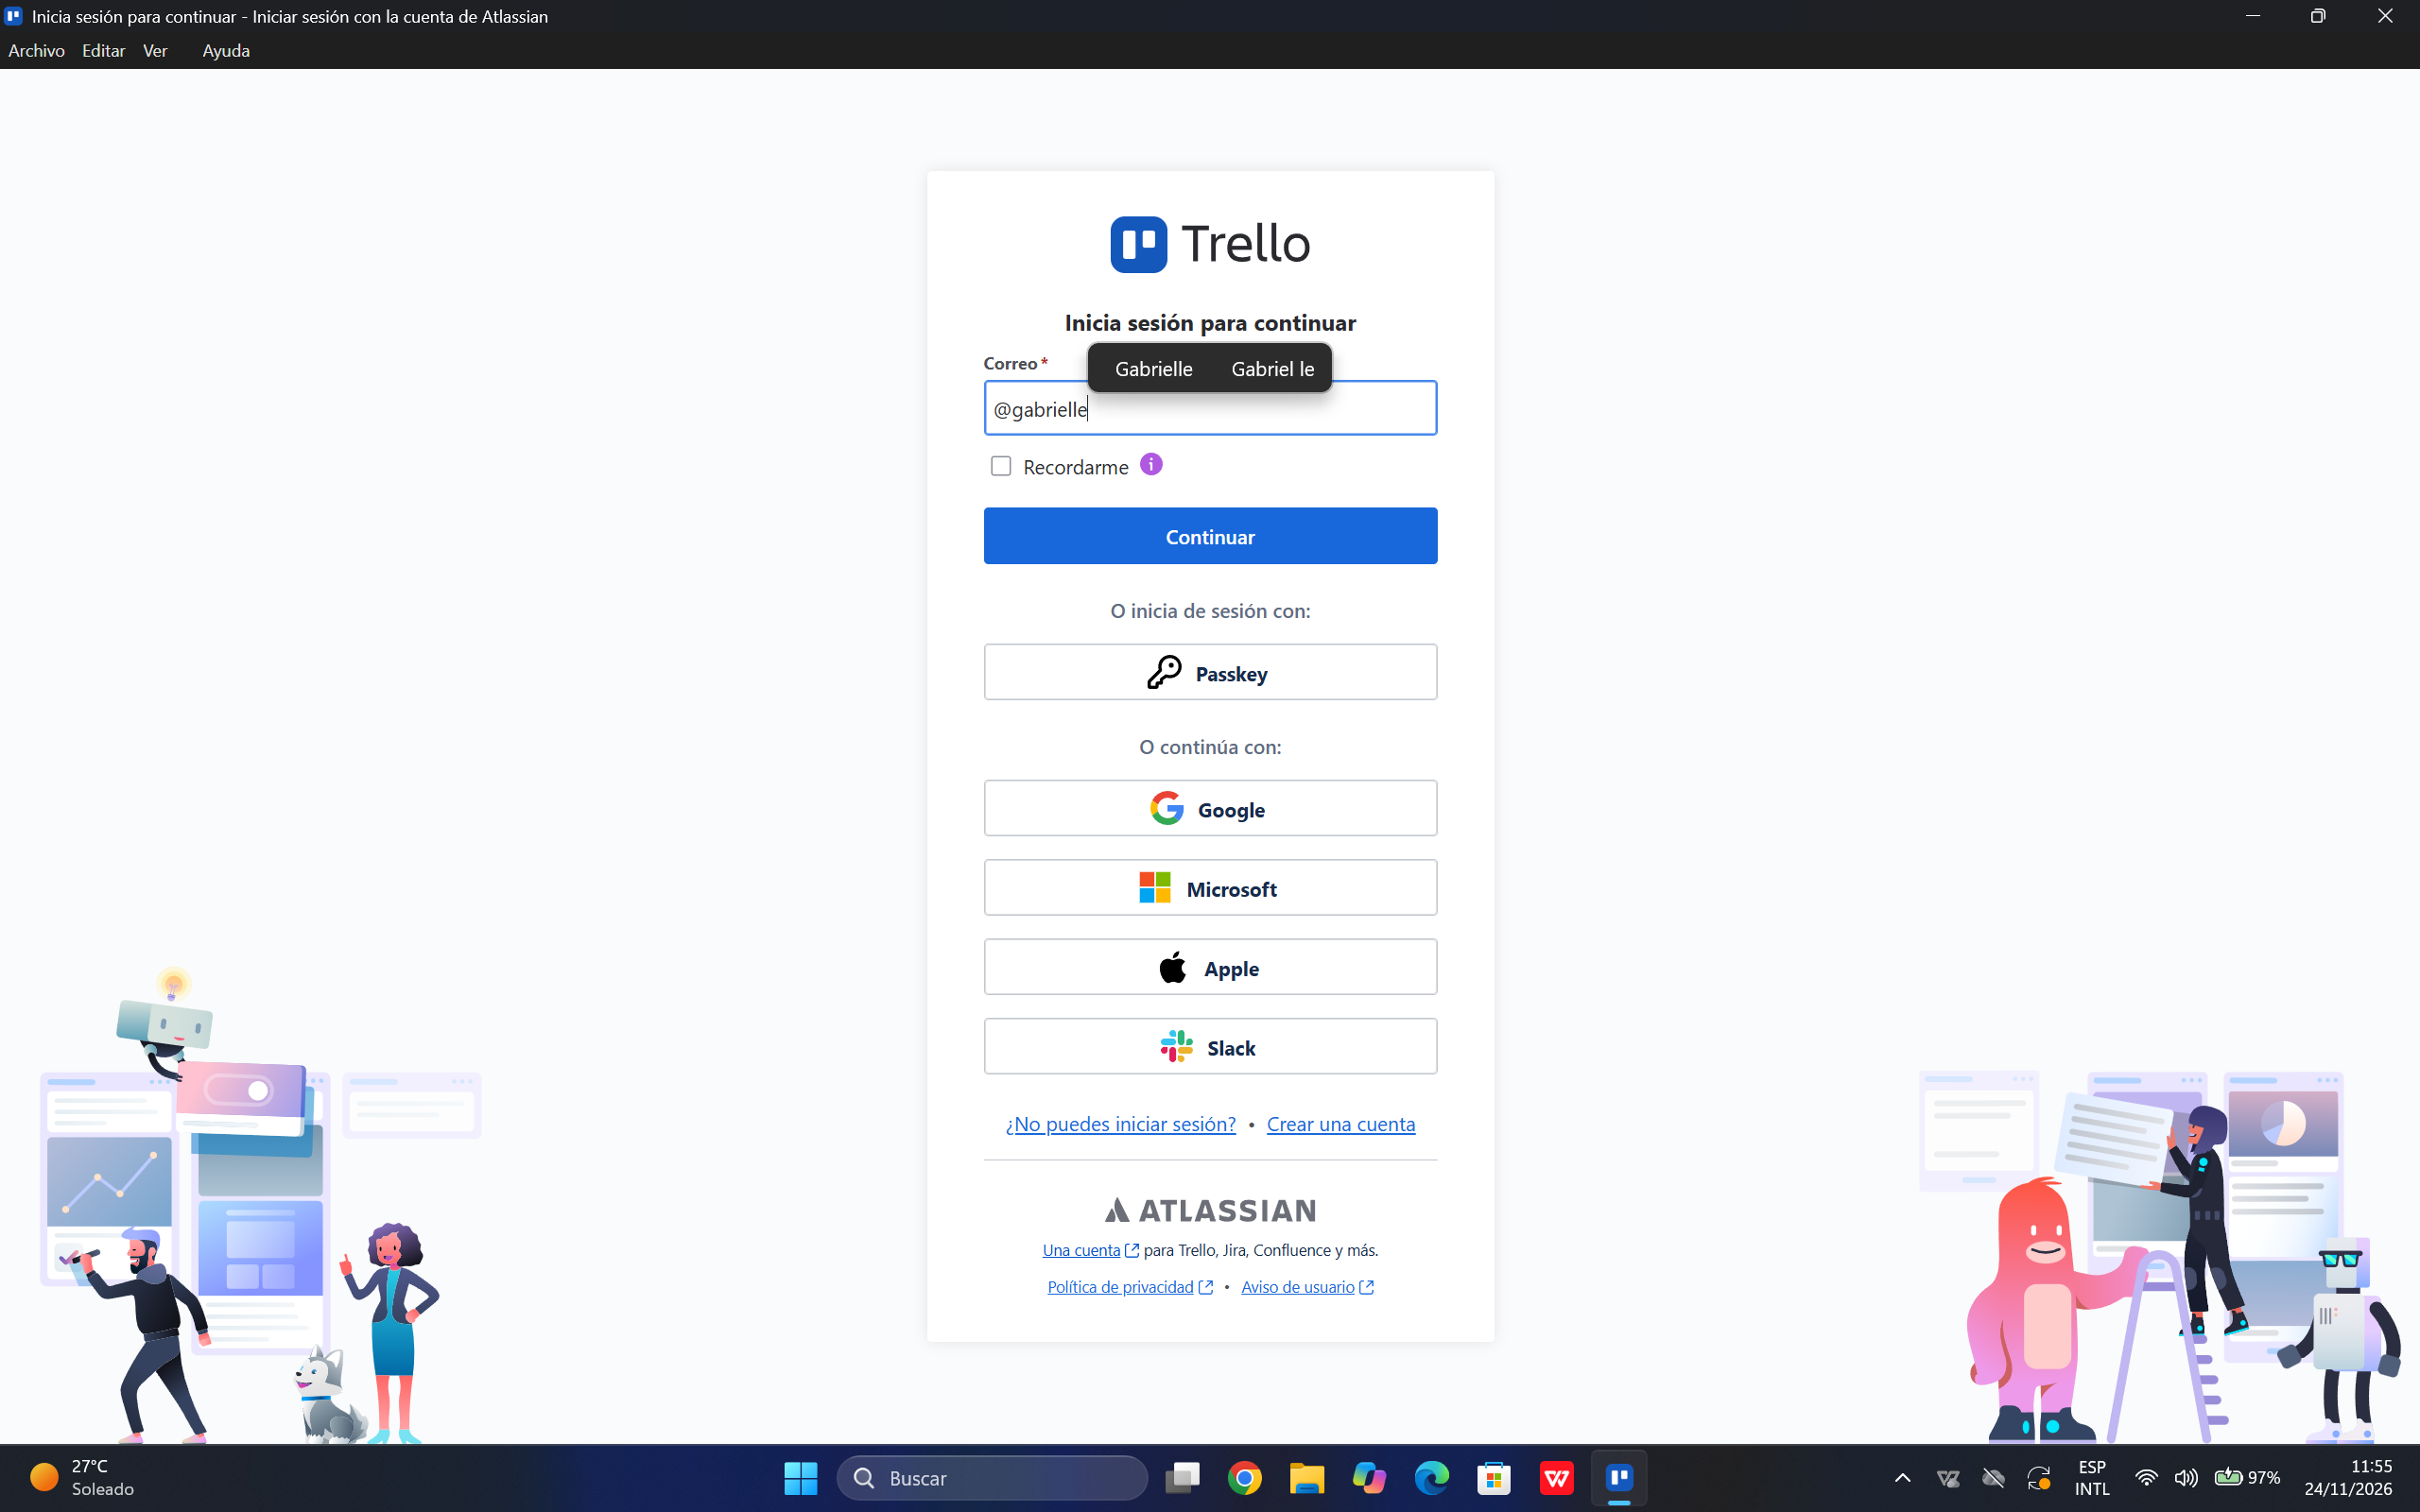 Inicia sesión para continuar - Iniciar sesión con la cuenta de Atlassian
Archivo Editar Ver Ayuda
Trello
Inicia sesión para continuar
Correo *
Gabrielle Gabriel le
@gabrielle
Recordarme
Continuar
O inicia de sesión con:
Passkey
O continúa con:
Google
Microsoft
Apple
Slack
¿No puedes iniciar sesión? • Crear una cuenta
ATLASSIAN
Una cuenta para Trello, Jira, Confluence y más.
Política de privacidad • Aviso de usuario
27°C
Soleado
Buscar
ESP
INTL
97%
11:55
24/11/2026